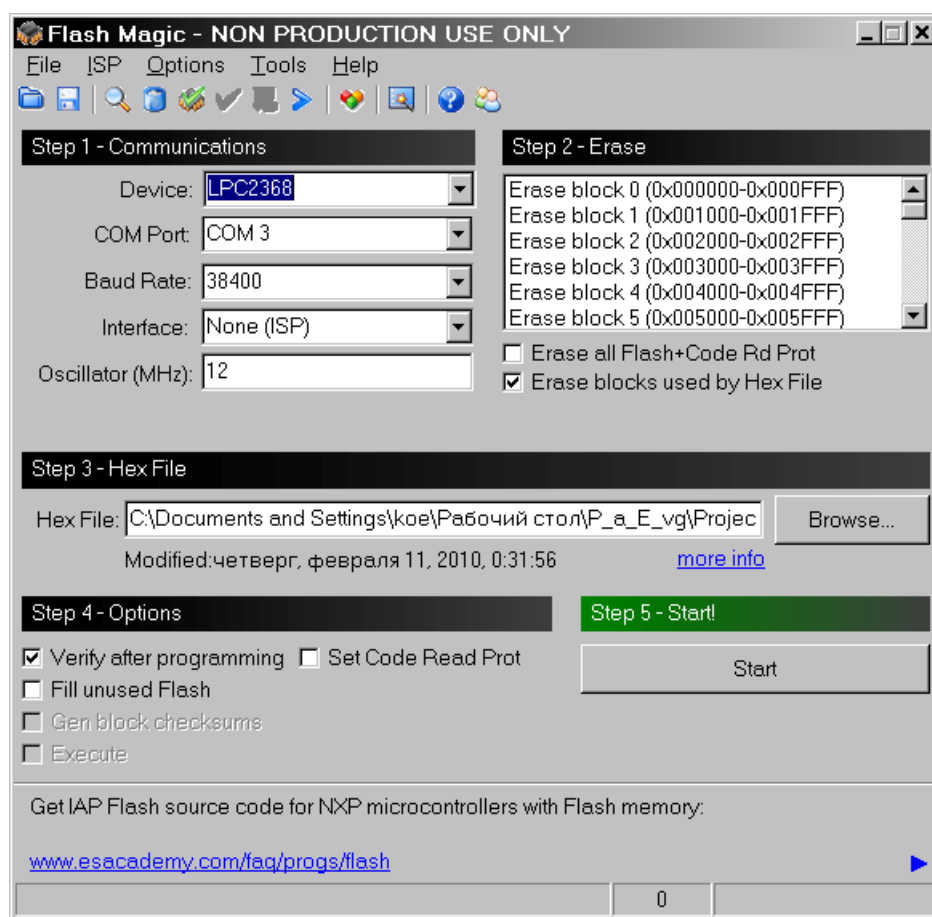 Flash Magic - NON PRODUCTION USE ONLY
File ISP Options Tools Help
Step 1 - Communications
Device: LPC2368
COM Port: COM 3
Baud Rate: 38400
Interface: None (ISP)
Oscillator (MHz): 12
Step 2 - Erase
Erase block 0 (0x000000-0x000FFF)
Erase block 1 (0x001000-0x001FFF)
Erase block 2 (0x002000-0x002FFF)
Erase block 3 (0x003000-0x003FFF)
Erase block 4 (0x004000-0x004FFF)
Erase block 5 (0x005000-0x005FFF)
Erase all Flash+Code Rd Prot
Erase blocks used by Hex File
Step 3 - Hex File
Hex File: C:\Documents and Settings\koe\Рабочий стол\P_a_E_vg\Projec Browse...
Modified:четверг, февраля 11, 2010, 0:31:56 more info
Step 4 - Options
Verify after programming Set Code Read Prot
Fill unused Flash
Gen block checksums
Execute
Step 5 - Start!
Start
Get IAP Flash source code for NXP microcontrollers with Flash memory:
www.esacademy.com/faq/progs/flash
0